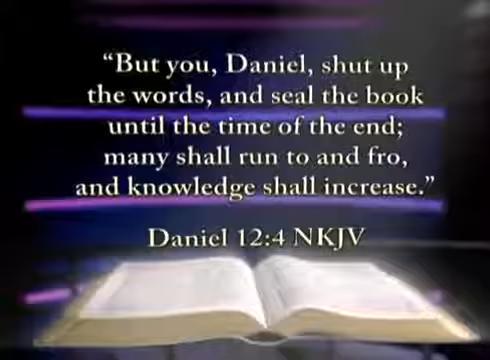 “But you, Daniel, shut up
the words, and seal the book
until the time of the end;
many shall run to and fro,
and knowledge shall increase.”
Daniel 12:4 NKJV